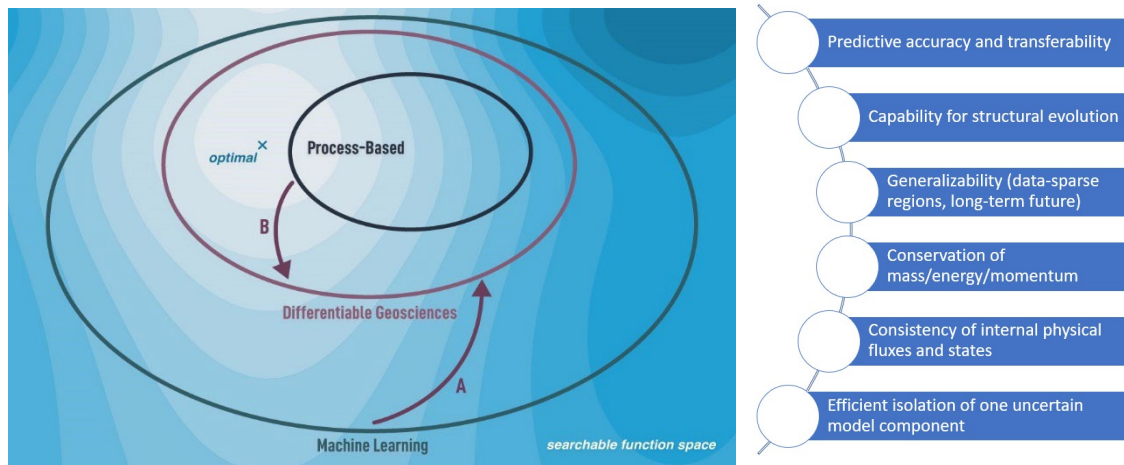 optimal
Process-Based
B
Differentiable Geosciences
A
Machine Learning
searchable function space
Predictive accuracy and transferability
Capability for structural evolution
Generalizability (data-sparse
regions, long-term future)
Conservation of
mass/energy/momentum
Consistency of internal physical
fluxes and states
Efficient isolation of one uncertain
model component